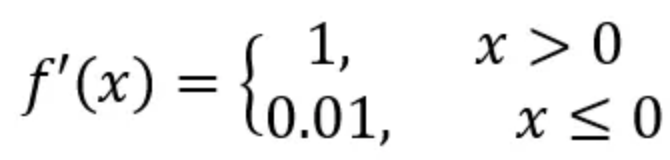 f'(x) = { 1, x > 0
0.01, x ≤ 0